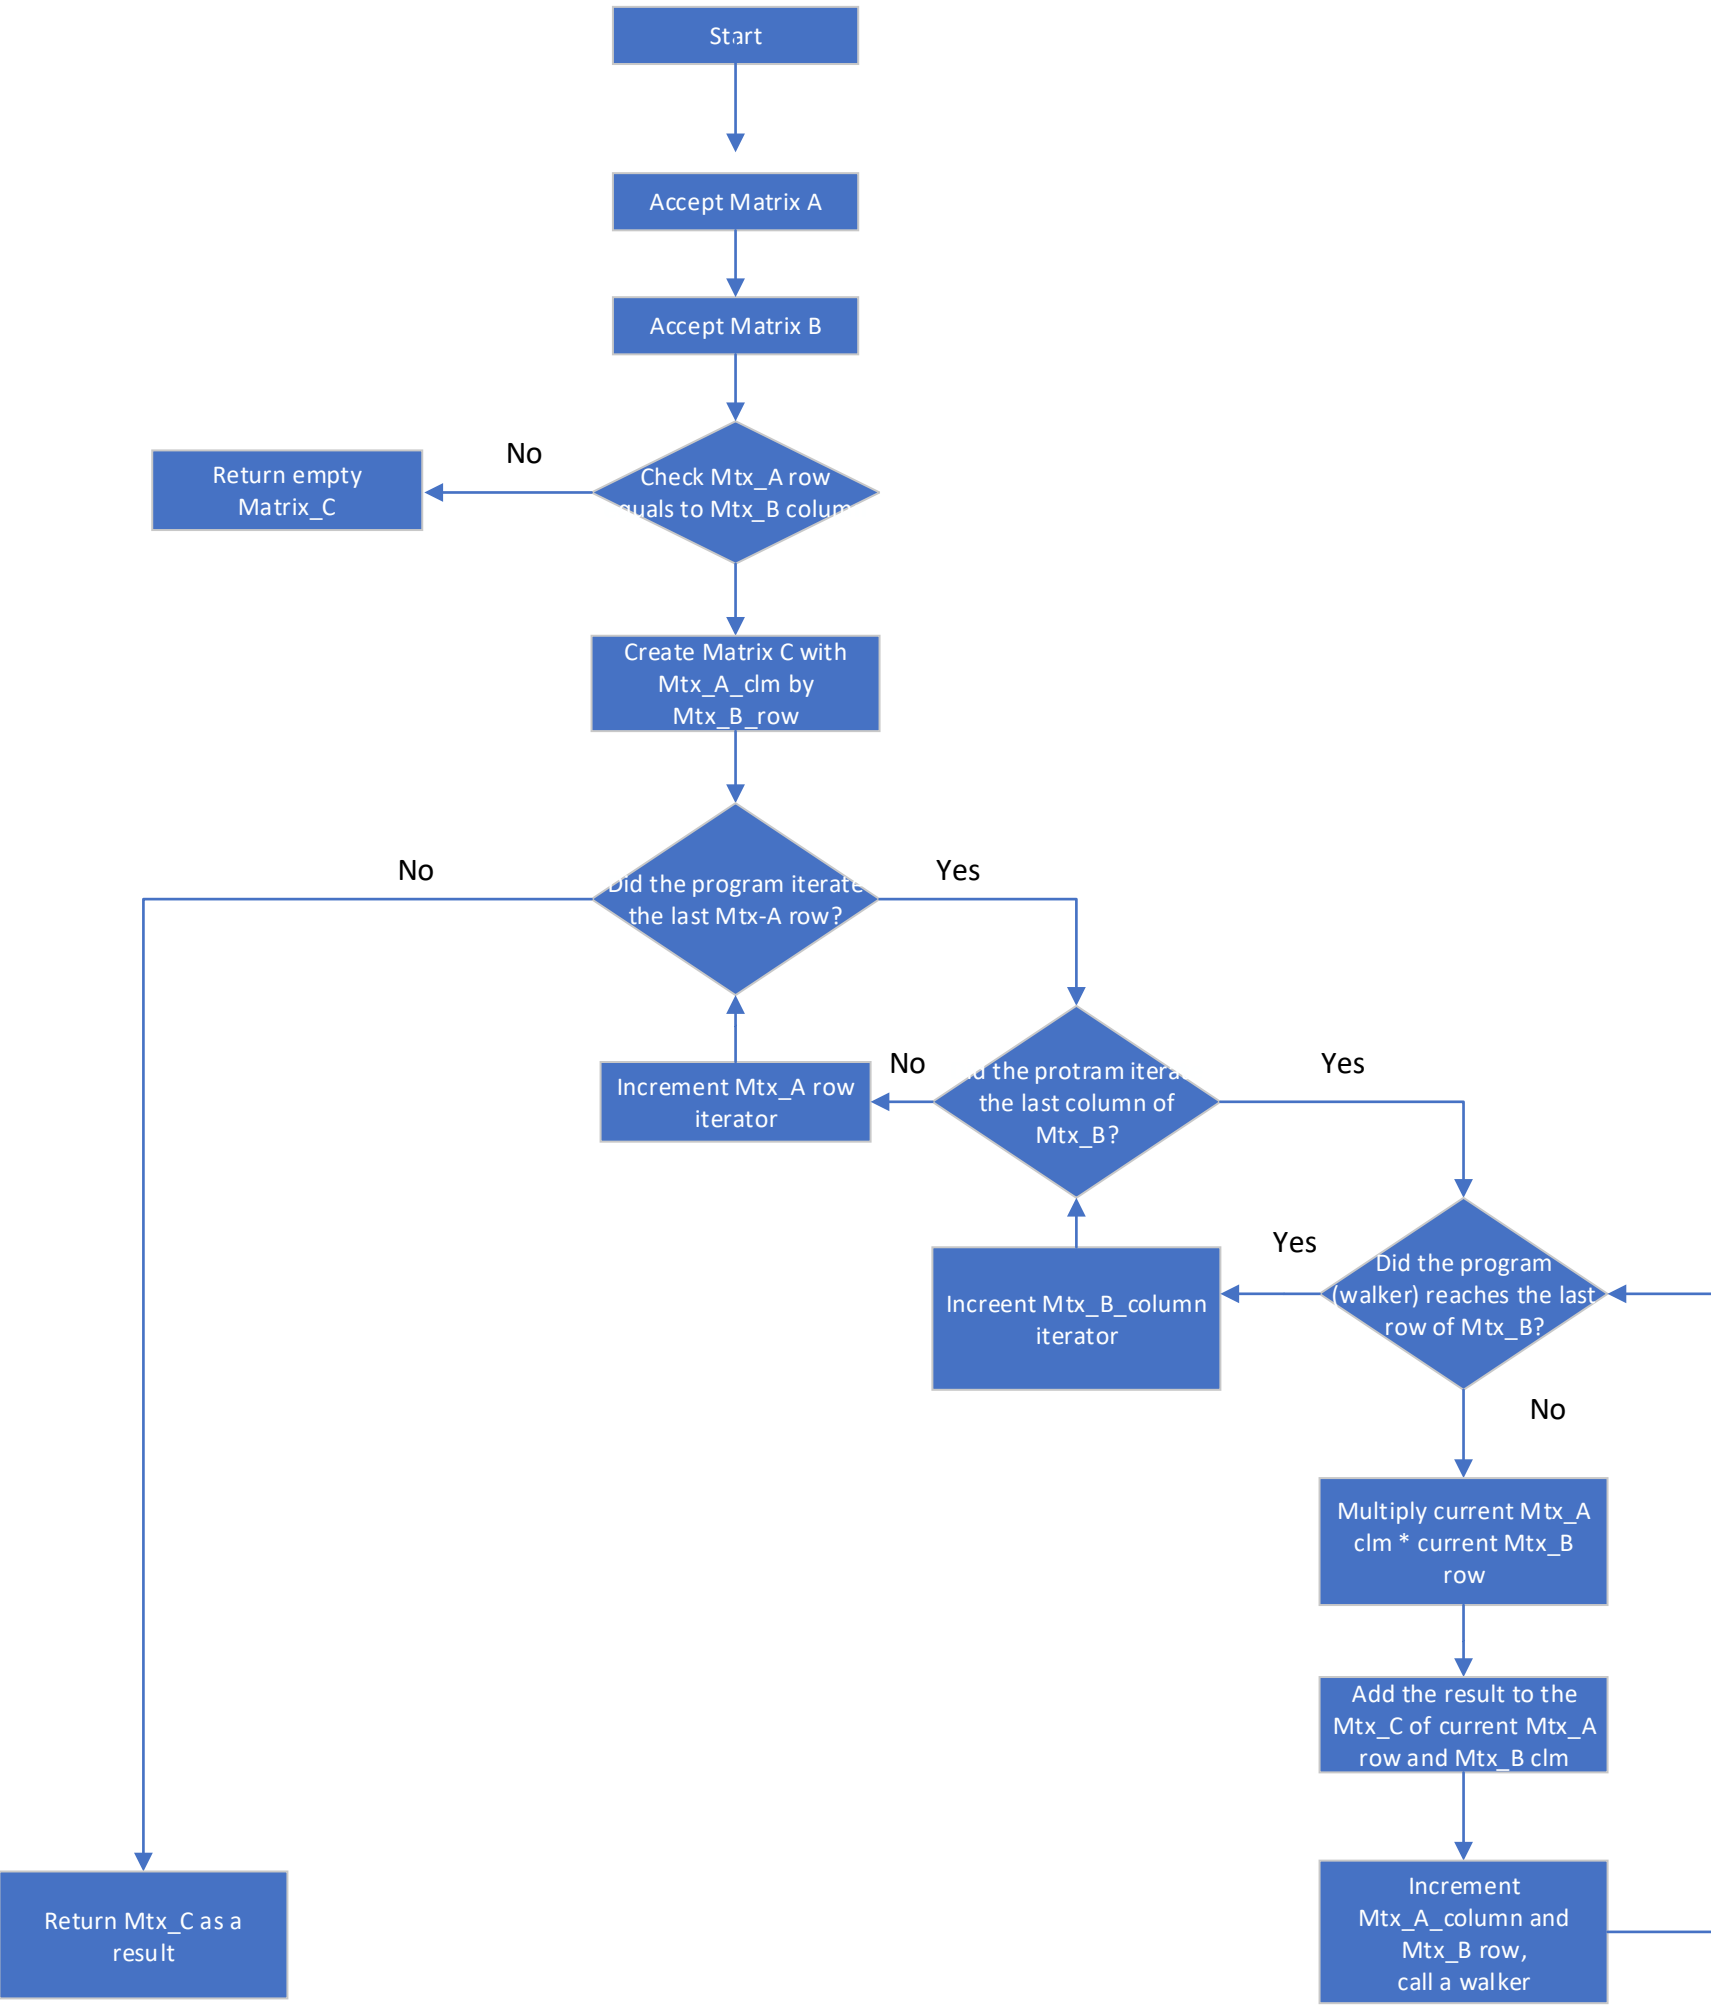 Start
Accept Matrix A
Accept Matrix B
No
Return empty
Matrix_C
Check Mtx_A row
quals to Mtx_B colum
Create Matrix C with
Mtx_A_clm by
Mtx_B_row
No
Yes
Did the program iterate
the last Mtx-A row?
No
Yes
Increment Mtx_A row
iterator
the protram itera
the last column of
Mtx_B?
Yes
Increent Mtx_B_column
iterator
Did the program
(walker) reaches the last
row of Mtx_B?
No
Multiply current Mtx_A
clm * current Mtx_B
row
Add the result to the
Mtx_C of current Mtx_A
row and Mtx_B clm
Return Mtx_C as a
result
Increment
Mtx_A_column and
Mtx_B row,
call a walker